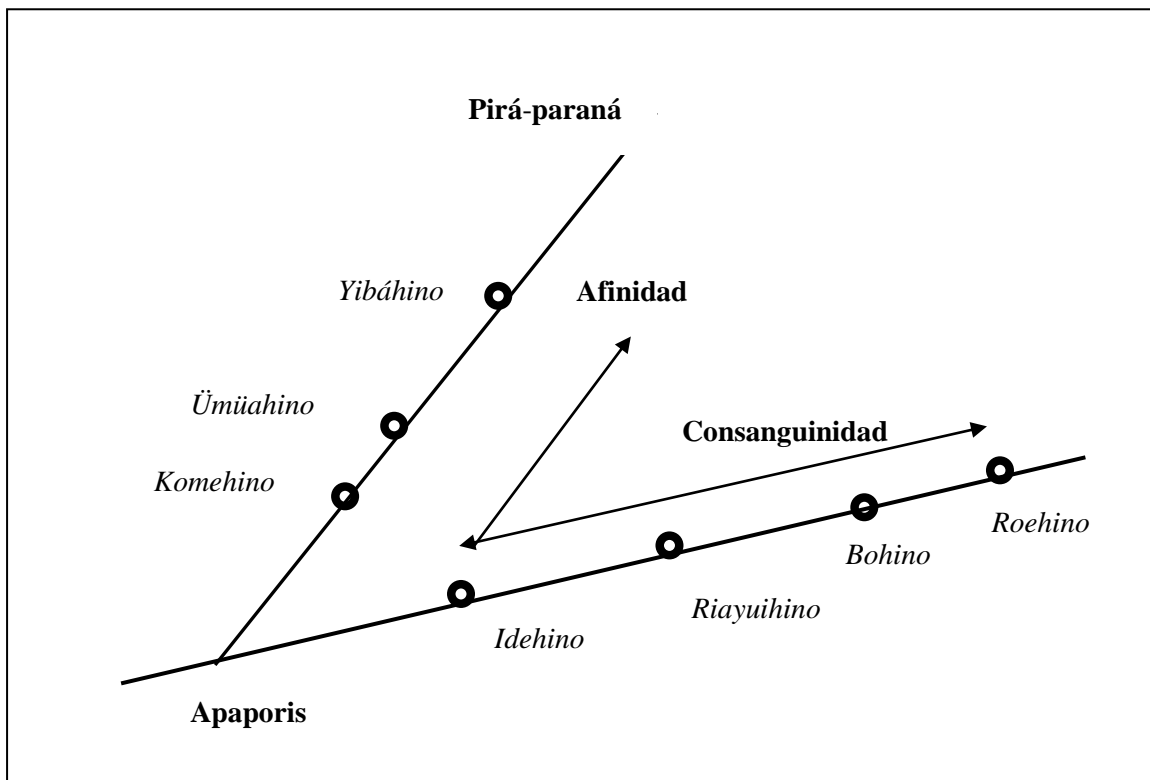 Pirá-paraná
Yibáhino
Afinidad
Ümüahino
Consanguinidad
Komehino
Roehino
Bohino
Riayuihino
Idehino
Apaporis